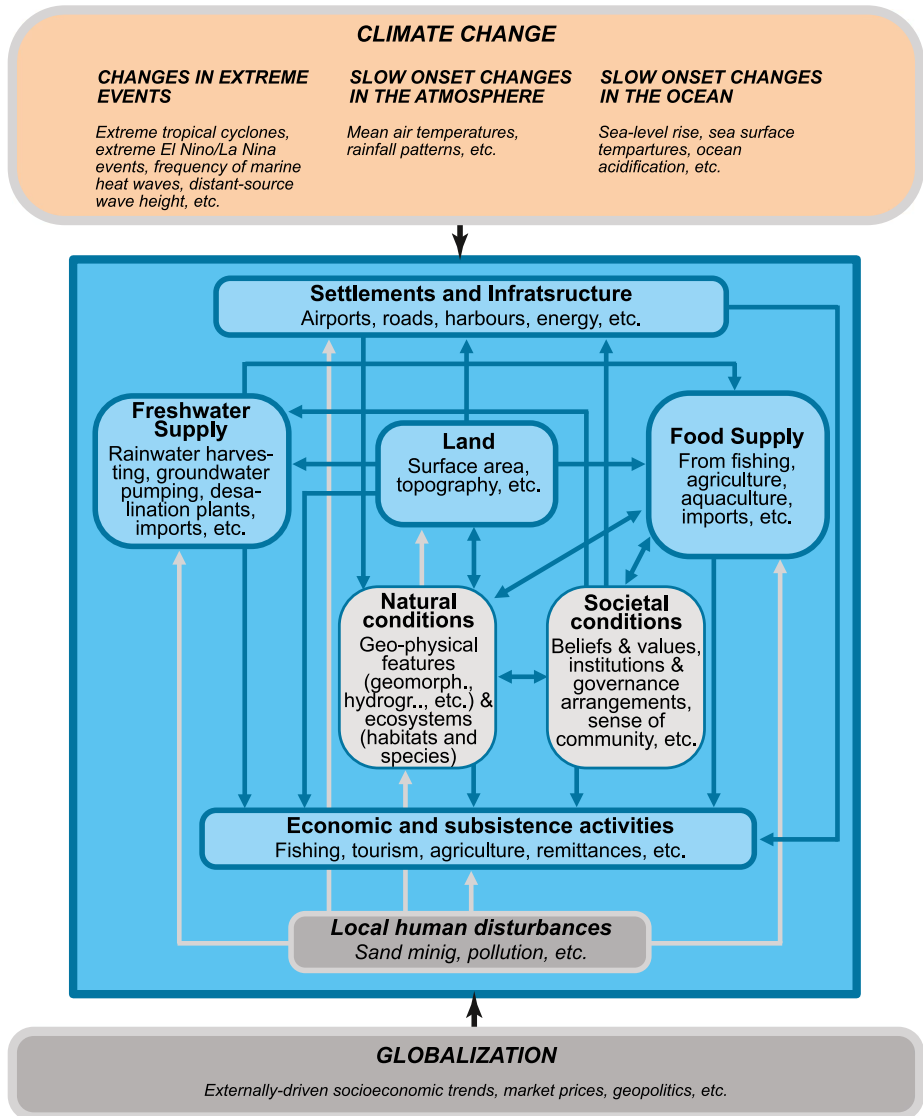 CLIMATE CHANGE
CHANGES IN EXTREME
EVENTS
Extreme tropical cyclones,
extreme El Nino/La Nina
events, frequency of marine
heat waves, distant-source
wave height, etc.
SLOW ONSET CHANGES
IN THE ATMOSPHERE
Mean air temperatures,
rainfall patterns, etc.
SLOW ONSET CHANGES
IN THE OCEAN
Sea-level rise, sea surface
tempartures, ocean
acidification, etc.
Settlements and Infratsructure
Airports, roads, harbours, energy, etc.
Freshwater
Supply
Rainwater harves-
ting, groundwater
pumping, desa-
lination plants,
imports, etc.
Land
Surface area,
topography, etc.
Food Supply
From fishing,
agriculture,
aquaculture,
imports, etc.
Natural
conditions
Geo-physical
features
(geomorph.,
hydrogr.., etc.) &
ecosystems
(habitats and
species)
Societal
conditions
Beliefs & values,
institutions &
governance
arrangements,
sense of
community, etc.
Economic and subsistence activities
Fishing, tourism, agriculture, remittances, etc.
Local human disturbances
Sand minig, pollution, etc.
GLOBALIZATION
Externally-driven socioeconomic trends, market prices, geopolitics, etc.